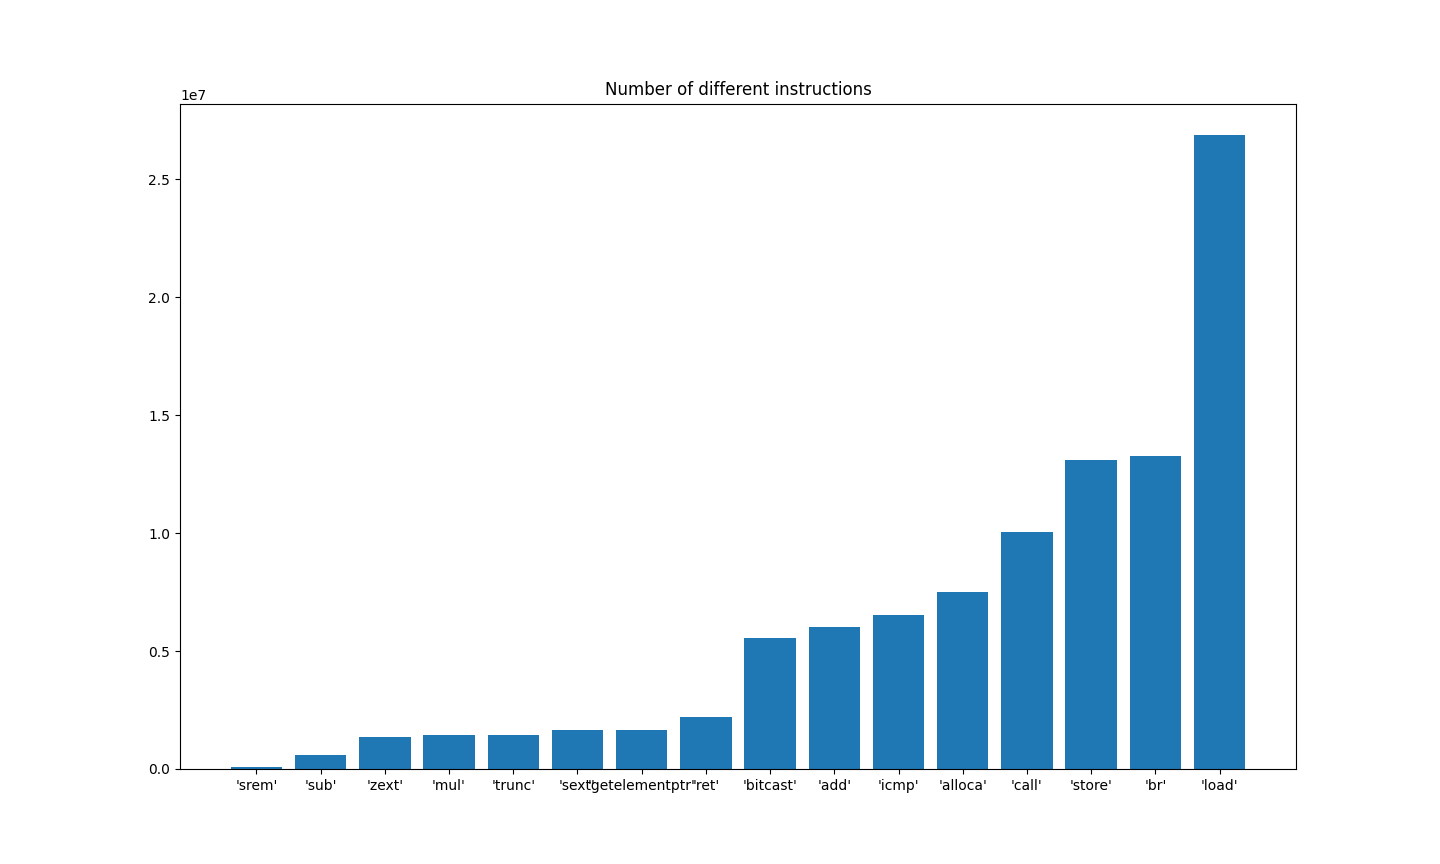 Number of different instructions
1e7
2.5
2.0
1.5
1.0
0.5
0.0
'srem' 'sub' 'zext' 'mul' 'trunc' 'sext' 'getelementptr' 'ret' 'bitcast' 'add' 'icmp' 'alloca' 'call' 'store' 'br' 'load'